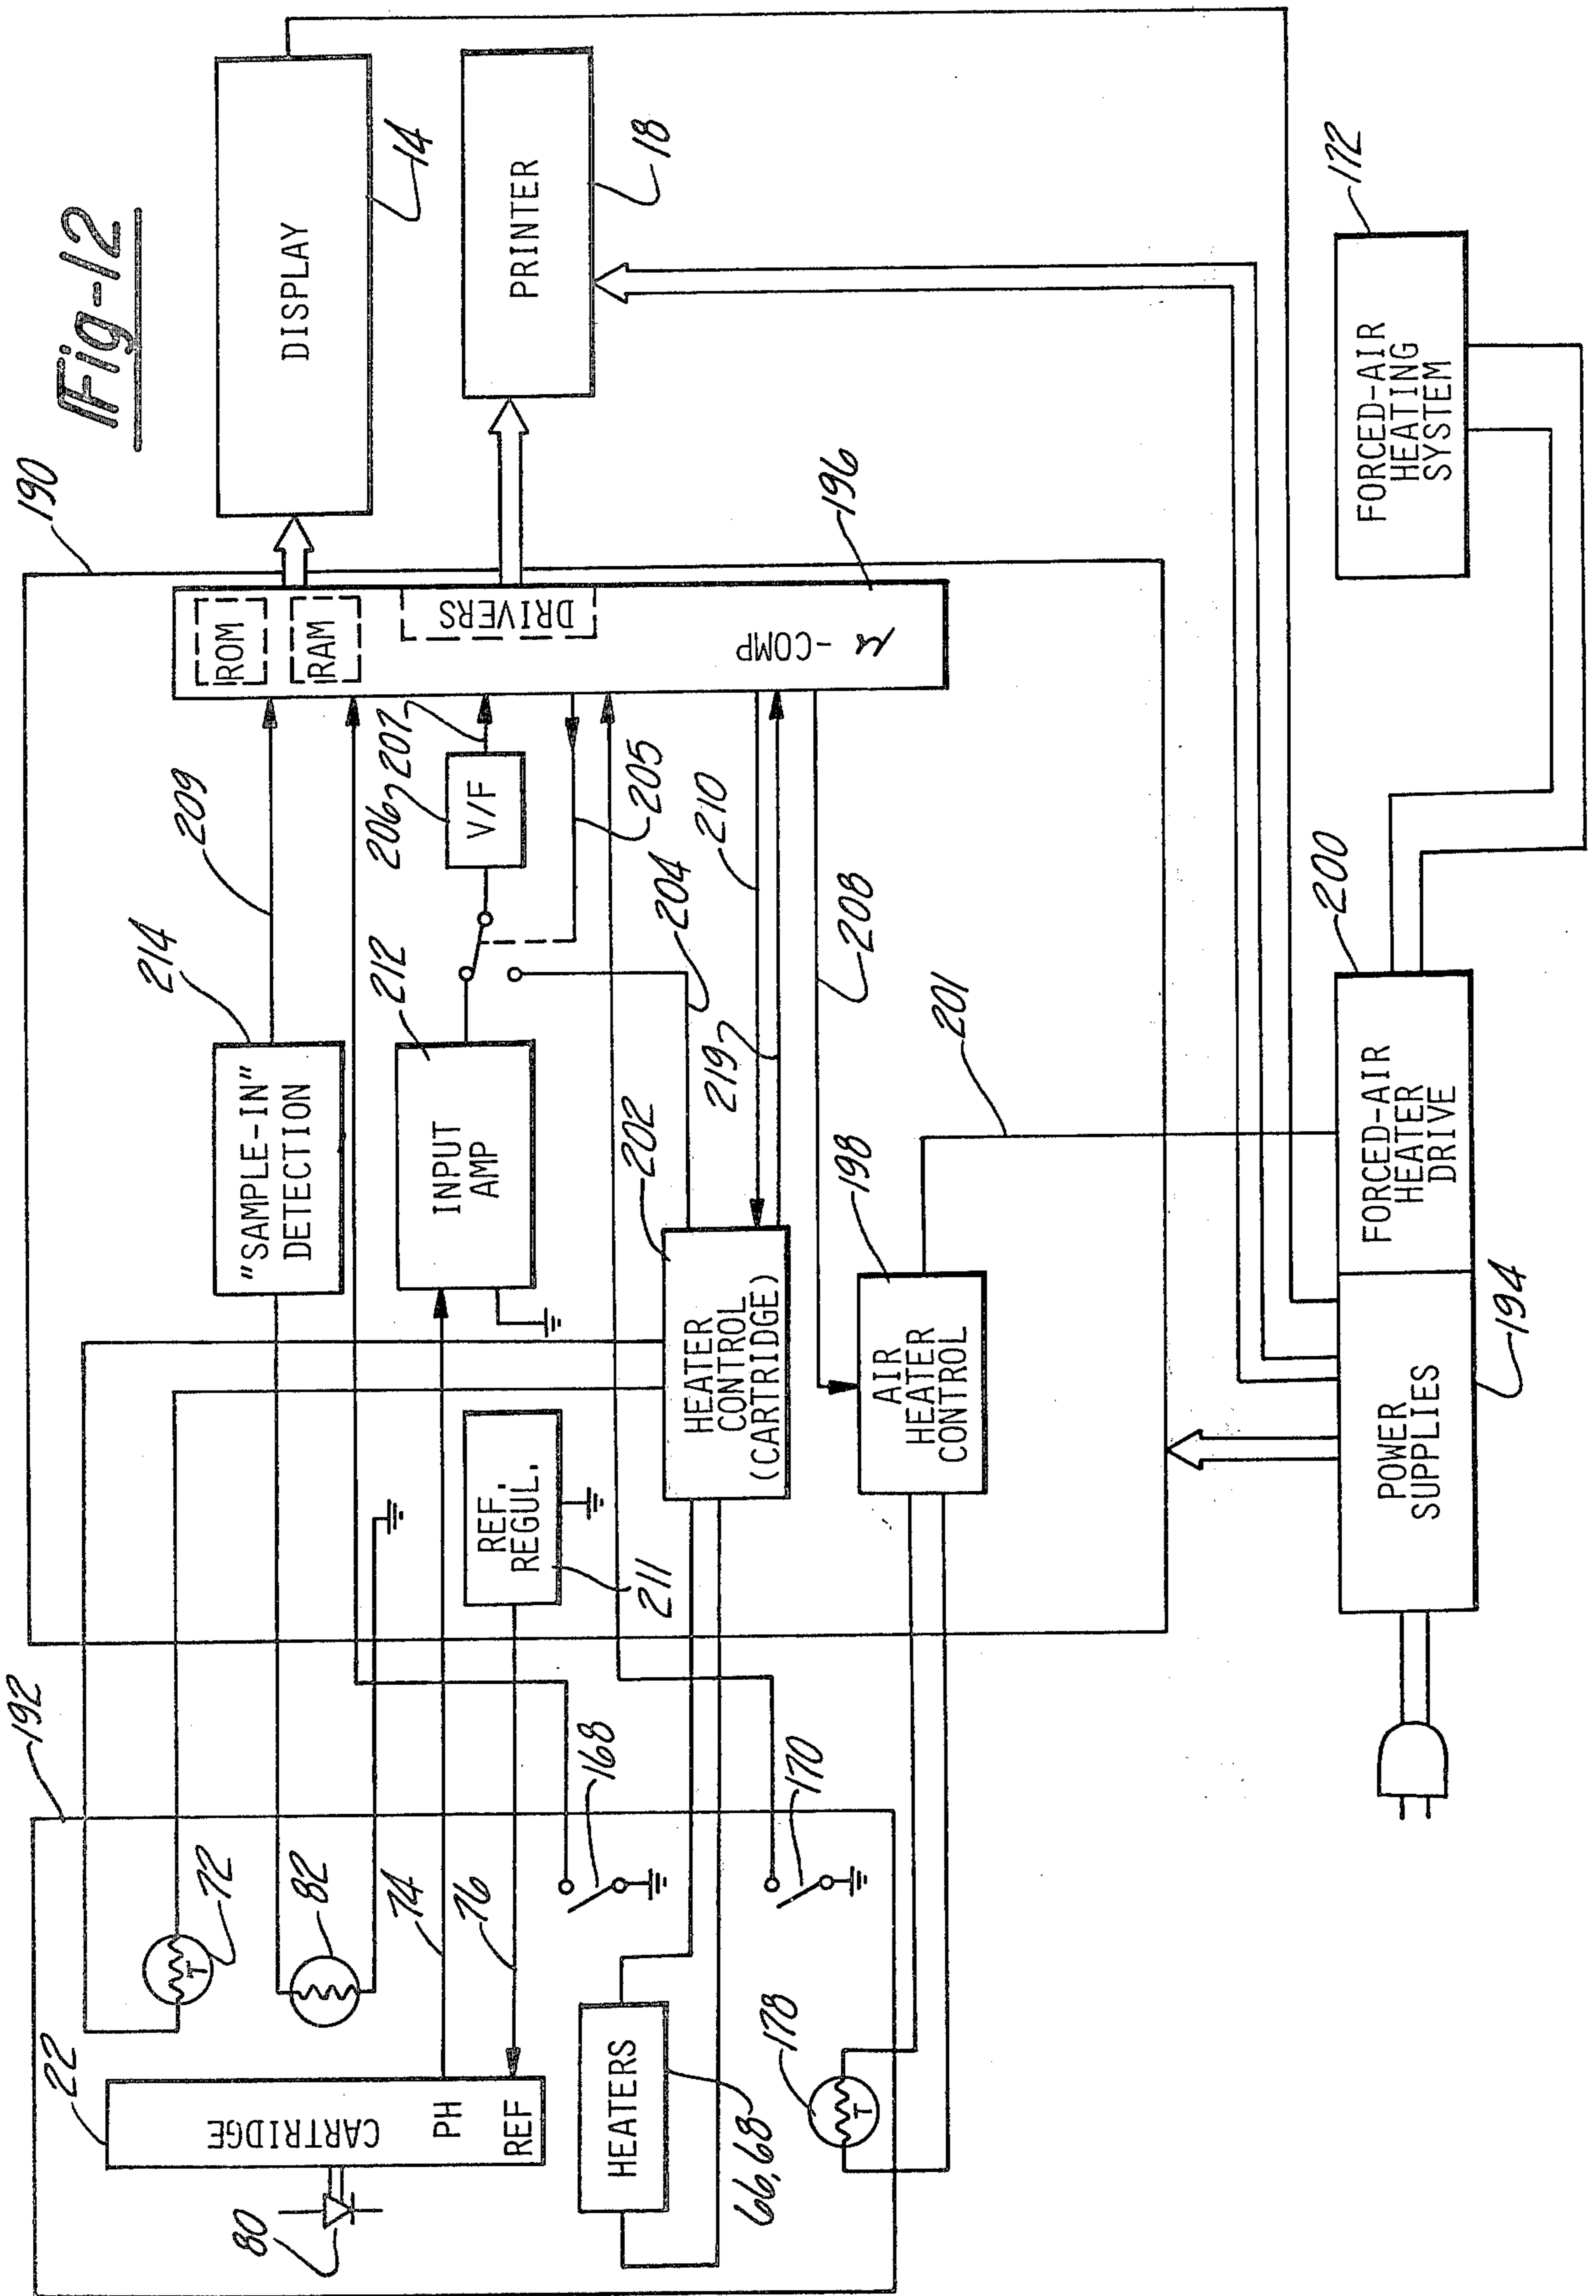 Fig-12
190
DISPLAY
14
PRINTER
18
172
FORCED-AIR
HEATING
SYSTEM
ROM
RAM
DRIVERS
μ-COMP
196
209
214
"SAMPLE-IN"
DETECTION
206
207
V/F
205
212
INPUT
AMP
204
210
219
208
202
HEATER
CONTROL
(CARTRIDGE)
REF.
REGUL.
211
198
AIR
HEATER
CONTROL
201
200
FORCED-AIR
HEATER
DRIVE
POWER
SUPPLIES
194
192
22
CARTRIDGE
PH
REF
80
T
72
82
74
76
168
170
HEATERS
66,68
T
178